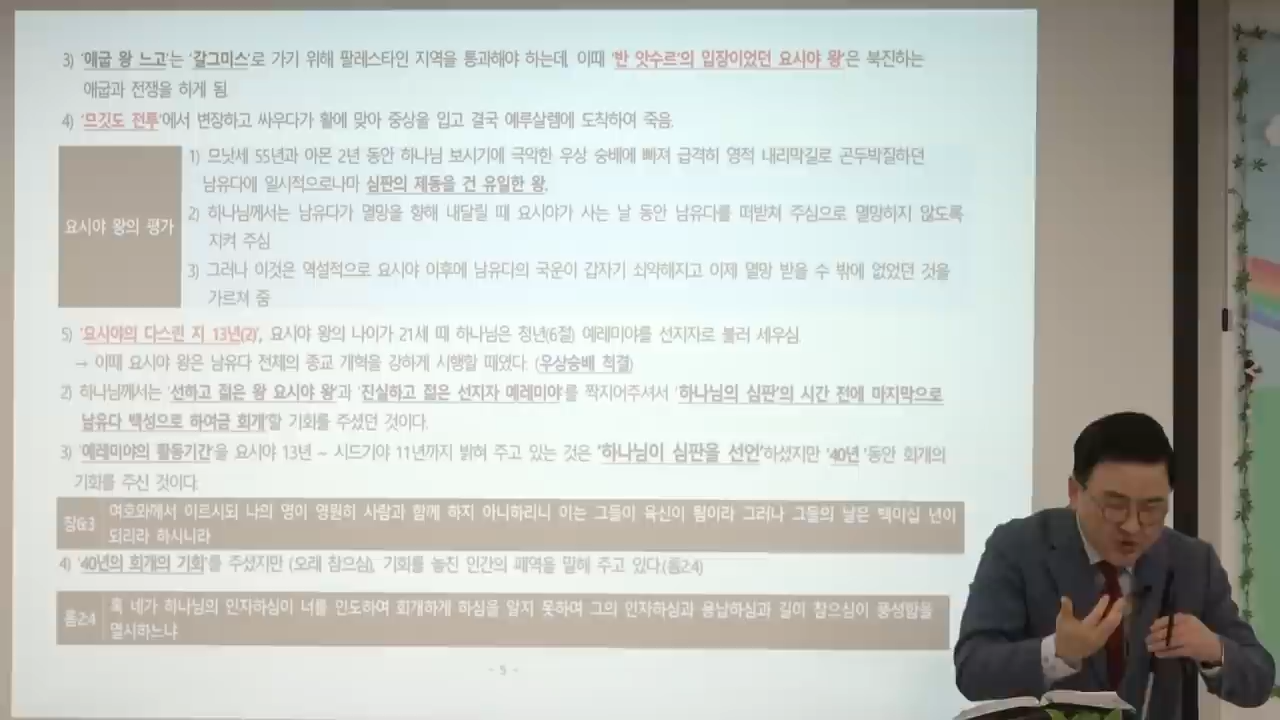 3) '애굽 왕 느고'는 '갈그미스'로 가기 위해 팔레스타인 지역을 통과해야 하는데, 이때 '반 앗수르'의 입장이었던 요시야 왕'은 북진하는
애굽과 전쟁을 하게 됨.
4) '므깃도 전투'에서 변장하고 싸우다가 활에 맞아 중상을 입고 결국 예루살렘에 도착하여 죽음.
요시야 왕의 평가
1) 므낫세 55년과 아몬 2년 동안 하나님 보시기에 극악한 우상 숭배에 빠져 급격히 영적 내리막길로 곤두박질하던
남유다에 일시적으로나마 심판의 제동을 건 유일한 왕.
2) 하나님께서는 남유다가 멸망을 향해 내달릴 때 요시야가 사는 날 동안 남유다를 떠받쳐 주심으로 멸망하지 않도록
지켜 주심
3) 그러나 이것은 역설적으로 요시야 이후에 남유다의 국운이 갑자기 쇠약해지고 이제 멸망 받을 수 밖에 없었던 것을
가르쳐 줌
5) '요시야의 다스린 지 13년(2)', 요시야 왕의 나이가 21세 때 하나님은 청년(6절) 예레미야를 선지자로 불러 세우심.
→ 이때 요시야 왕은 남유다 전체의 종교 개혁을 강하게 시행할 때였다. (우상숭배 척결)
2) 하나님께서는 '선하고 젊은 왕 요시야 왕'과 '진실하고 젊은 선지자 예레미야'를 짝지어주셔서 '하나님의 심판'의 시간 전에 마지막으로
남유다 백성으로 하여금 회개'할 기회를 주셨던 것이다.
3) '예레미야의 활동기간'을 요시야 13년 ~ 시드기야 11년까지 밝혀 주고 있는 것은 '하나님이 심판을 선언'하셨지만 '40년 '동안 회개의
기회를 주신 것이다.
창6:3
여호와께서 이르시되 나의 영이 영원히 사람과 함께 하지 아니하리니 이는 그들이 육신이 됨이라 그러나 그들의 날은 백이십 년이
되리라 하시니라
4) '40년의 회개의 기회'를 주셨지만 (오래 참으심), 기회를 놓친 인간의 패역을 말해 주고 있다.(롬2:4)
롬2:4
혹 네가 하나님의 인자하심이 너를 인도하여 회개하게 하심을 알지 못하여 그의 인자하심과 용납하심과 길이 참으심이 풍성함을
멸시하느냐
- 5 -